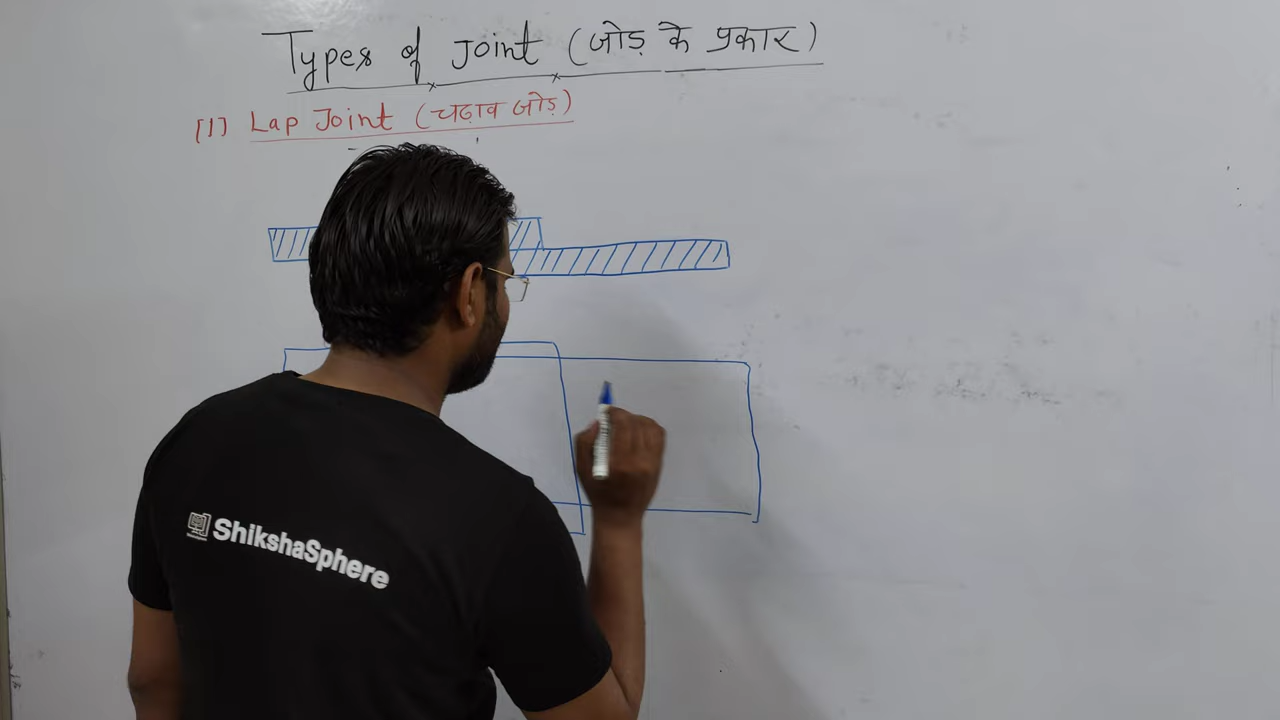 Types of Joint (जोड़ के प्रकार)
[1] Lap Joint (चढ़ाव जोड़)
ShikshaSphere